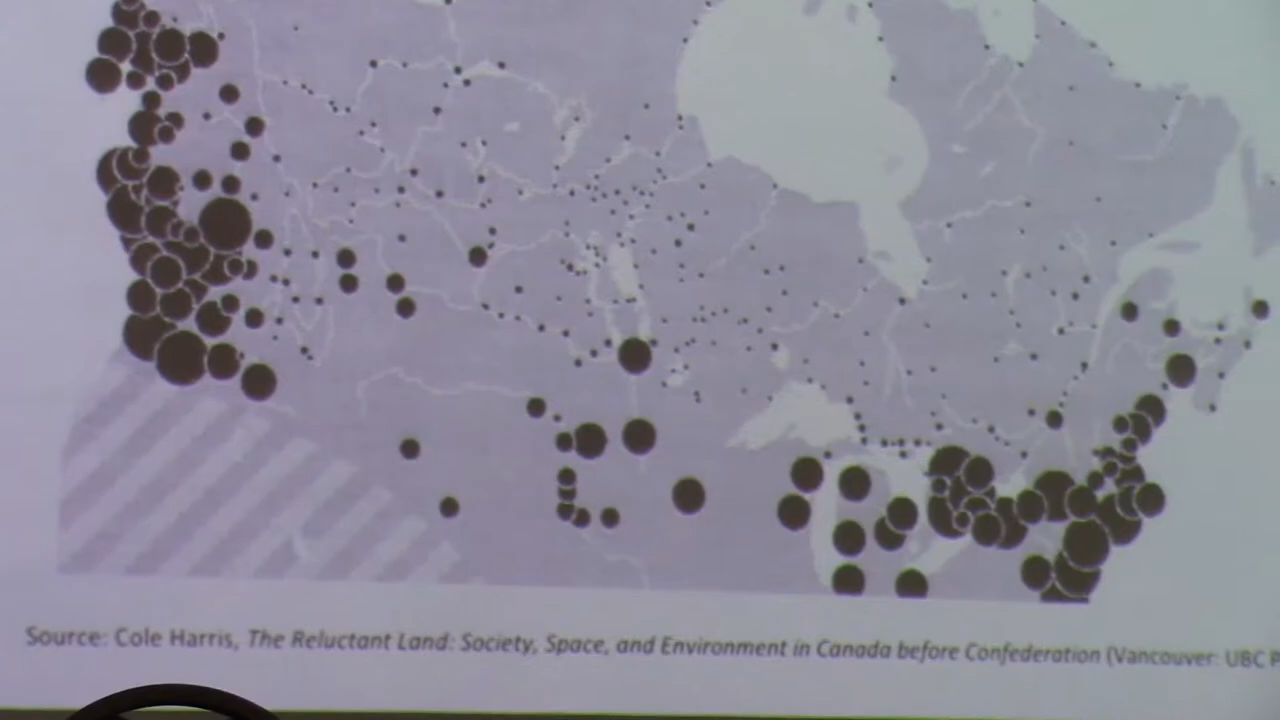 Source: Cole Harris, The Reluctant Land: Society, Space, and Environment in Canada before Confederation (Vancouver: UBC P